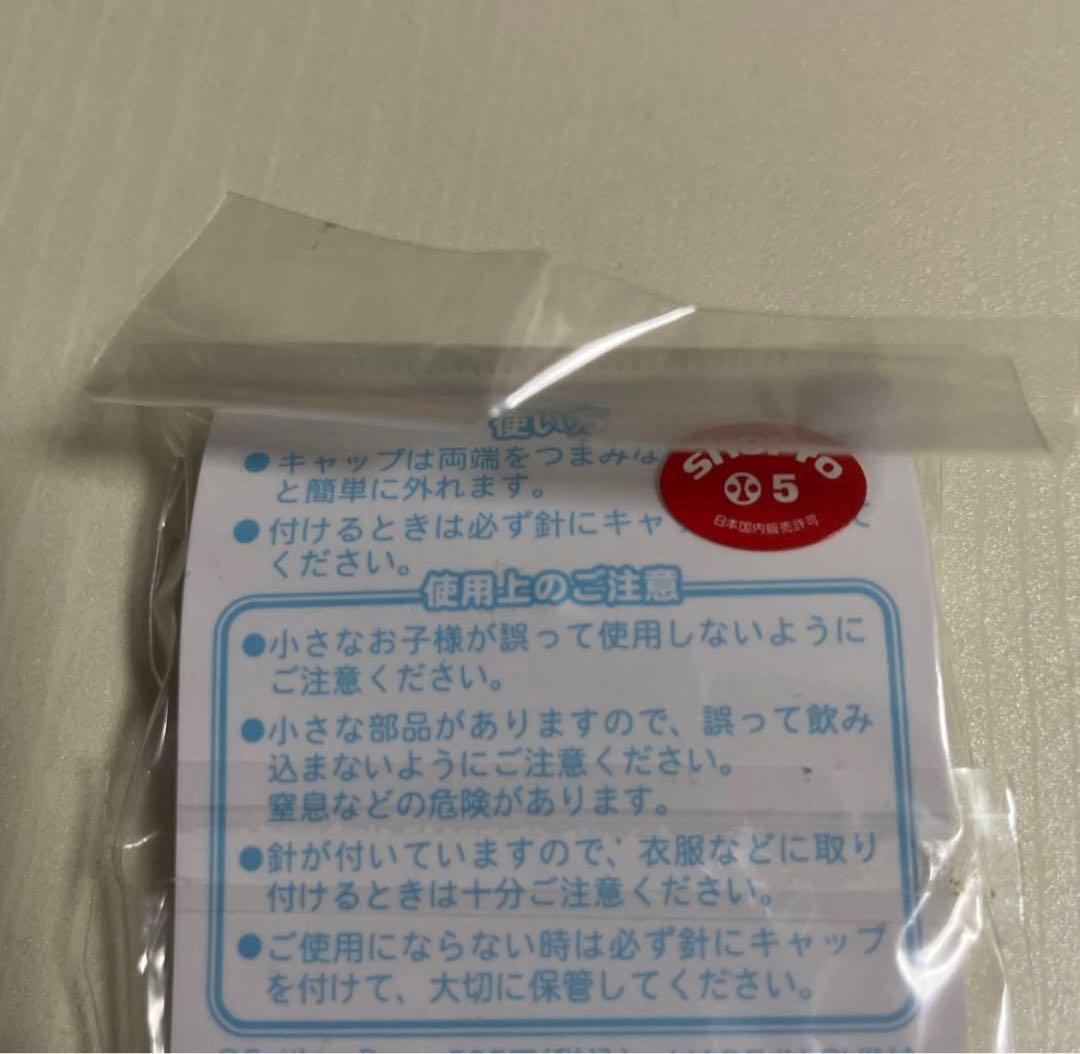 使い方
●キャップは両端をつまみな
と簡単に外れます。
●付けるときは必ず針にキャ
て
ください。
Sho-Pro
5
日本国内販売許可
使用上のご注意
●小さなお子様が誤って使用しないように
ご注意ください。
●小さな部品がありますので、誤って飲み
込まないようにご注意ください。
窒息などの危険があります。
●針が付いていますので、衣服などに取り
付けるときは十分ご注意ください。
●ご使用にならない時は必ず針にキャップ
を付けて、大切に保管してください。